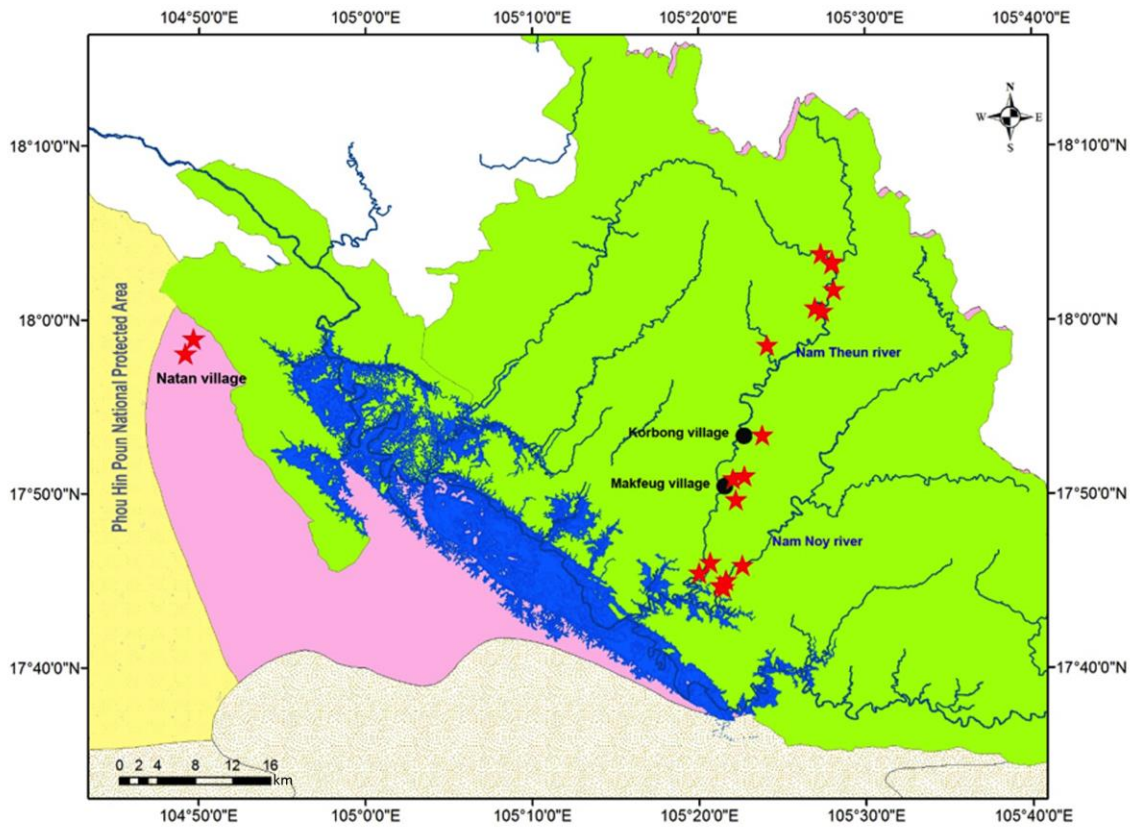 104°50'0"E 105°0'0"E 105°10'0"E 105°20'0"E 105°30'0"E 105°40'0"E
N
W E
S
18°10'0"N 18°10'0"N
Phou Hin Poun National Protected Area
18°0'0"N 18°0'0"N
Nam Theun river
Natan village
Korbong village
Makfeug village
17°50'0"N 17°50'0"N
Nam Noy river
17°40'0"N 17°40'0"N
0 2 4 8 12 16
km
104°50'0"E 105°0'0"E 105°10'0"E 105°20'0"E 105°30'0"E 105°40'0"E